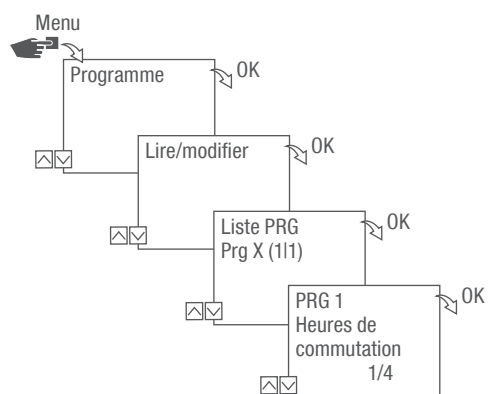 Menu
Programme
OK
Lire/modifier
OK
Liste PRG
Prg X (1|1)
OK
PRG 1
Heures de
commutation
1/4
OK